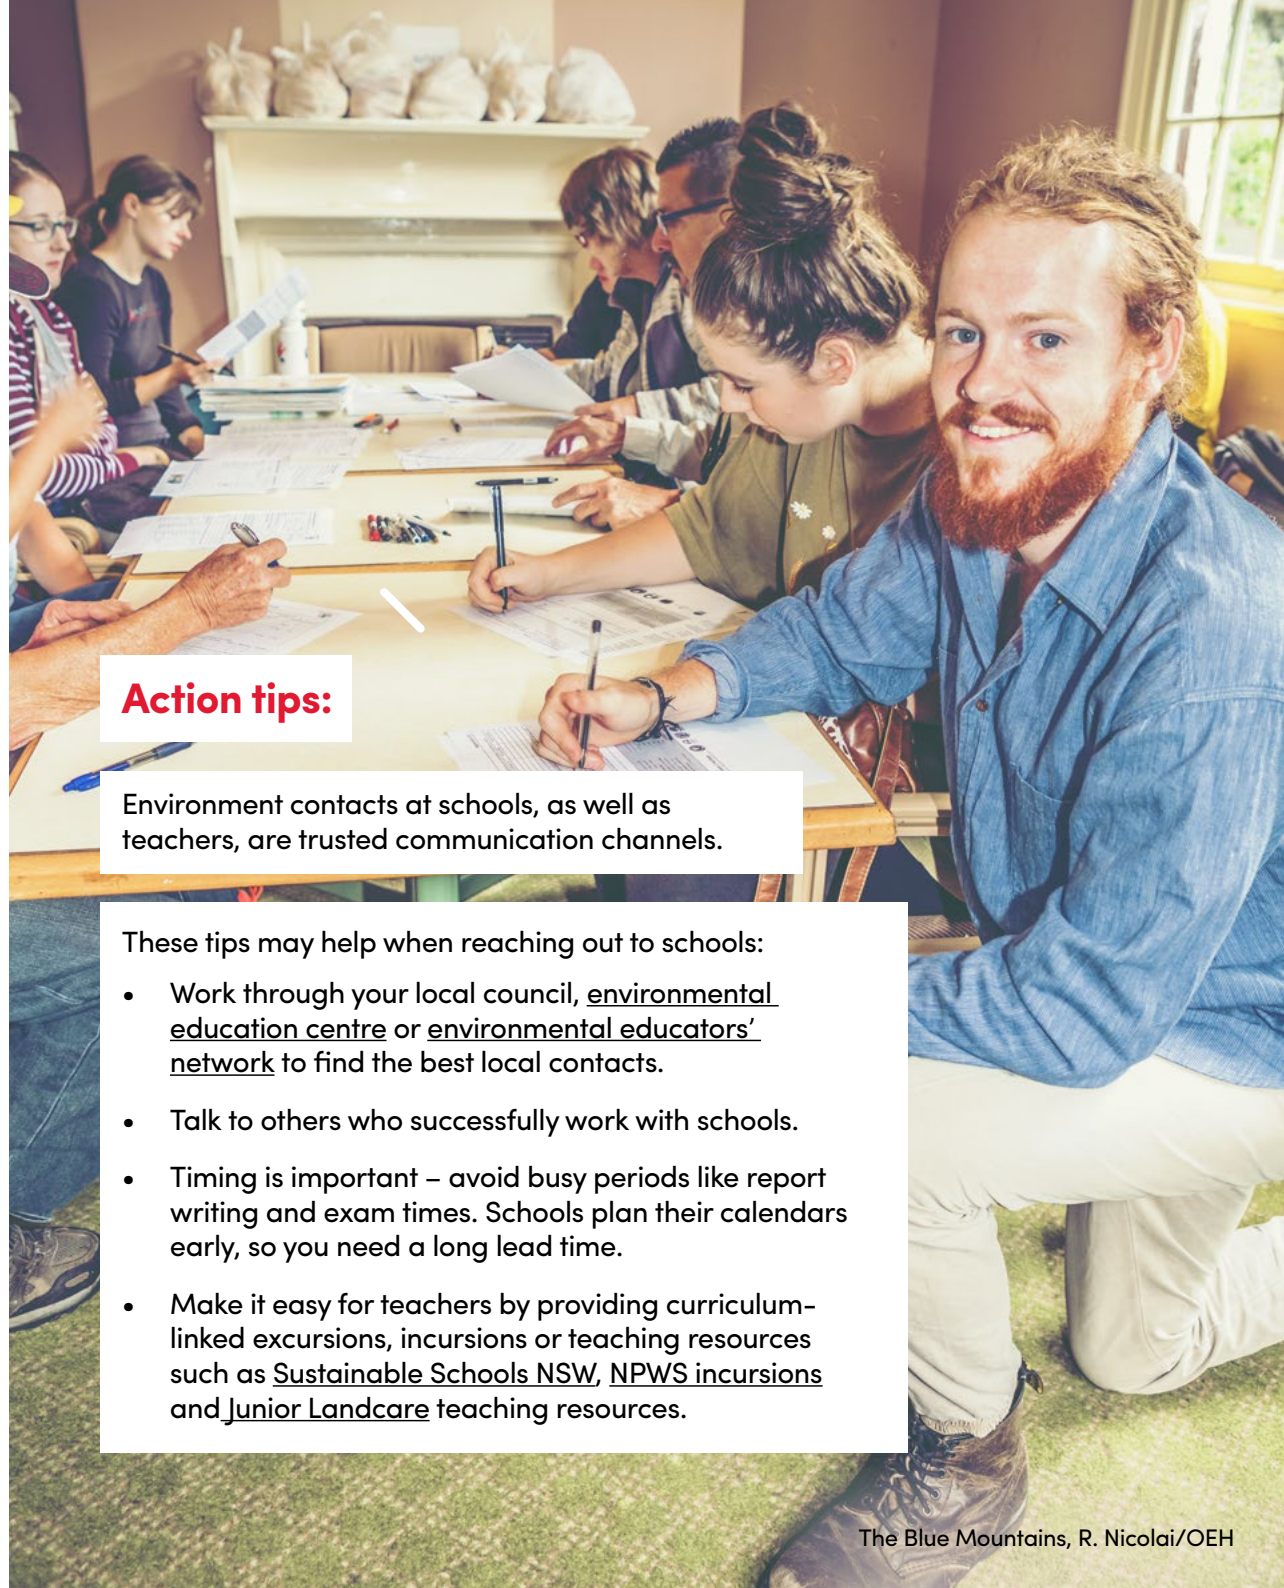 Action tips:
Environment contacts at schools, as well as
teachers, are trusted communication channels.
These tips may help when reaching out to schools:
• Work through your local council, environmental
education centre or environmental educators’
network to find the best local contacts.
• Talk to others who successfully work with schools.
• Timing is important – avoid busy periods like report
writing and exam times. Schools plan their calendars
early, so you need a long lead time.
• Make it easy for teachers by providing curriculum-
linked excursions, incursions or teaching resources
such as Sustainable Schools NSW, NPWS incursions
and Junior Landcare teaching resources.
The Blue Mountains, R. Nicolai/OEH